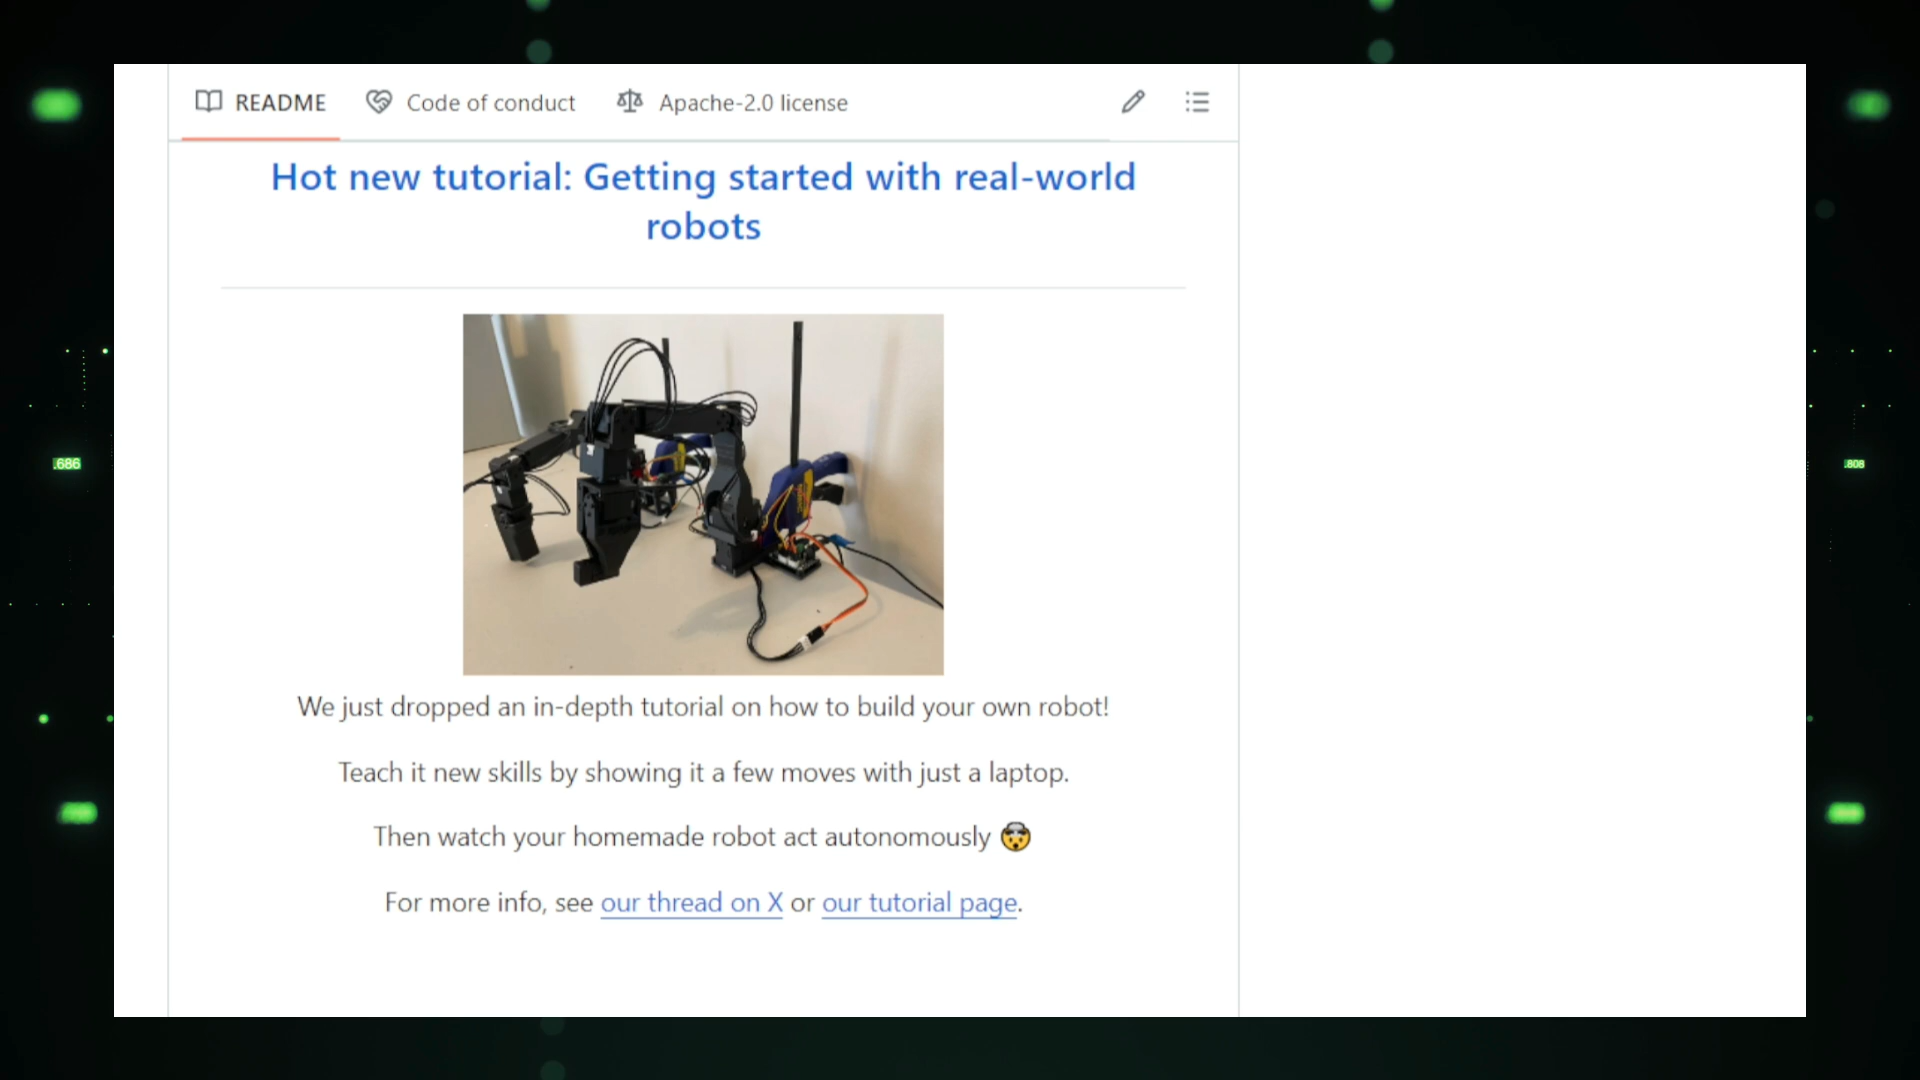 README Code of conduct Apache-2.0 license
Hot new tutorial: Getting started with real-world
robots
We just dropped an in-depth tutorial on how to build your own robot!
Teach it new skills by showing it a few moves with just a laptop.
Then watch your homemade robot act autonomously 🤯
For more info, see our thread on X or our tutorial page.
.686
.808